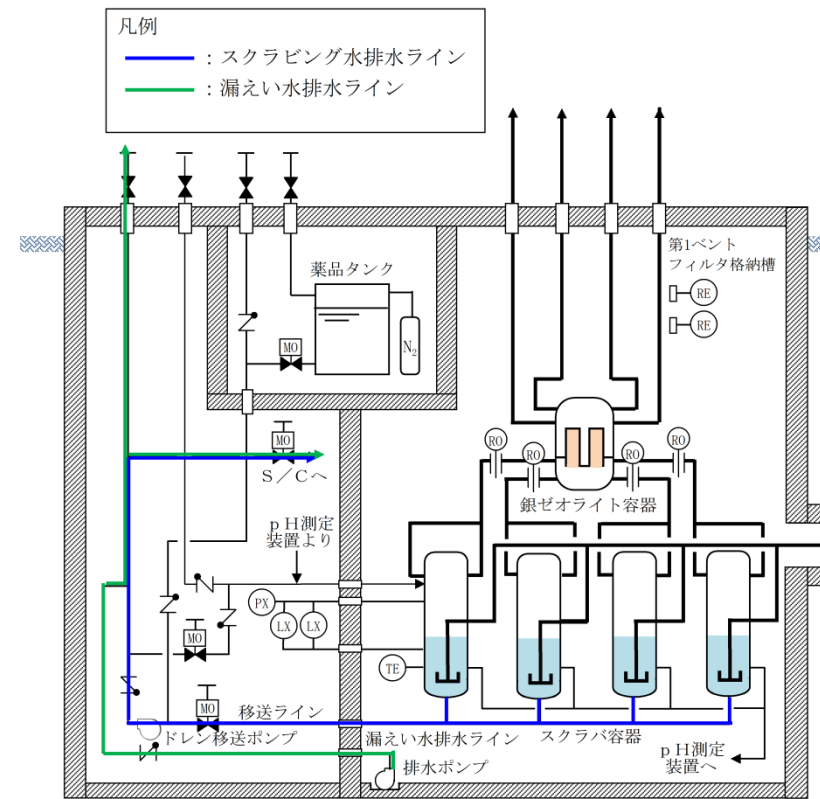 凡例
：スクラビング水排水ライン
：漏えい水排水ライン
第1ベント
フィルタ格納槽
RE
RE
薬品タンク
MO
N₂
MO
S／Cへ
RO
RO
RO
RO
銀ゼオライト容器
ｐＨ測定
装置より
PX
LX
LX
MO
TE
MO
移送ライン
ドレン移送ポンプ
漏えい水排水ライン
スクラバ容器
排水ポンプ
ｐＨ測定
装置へ